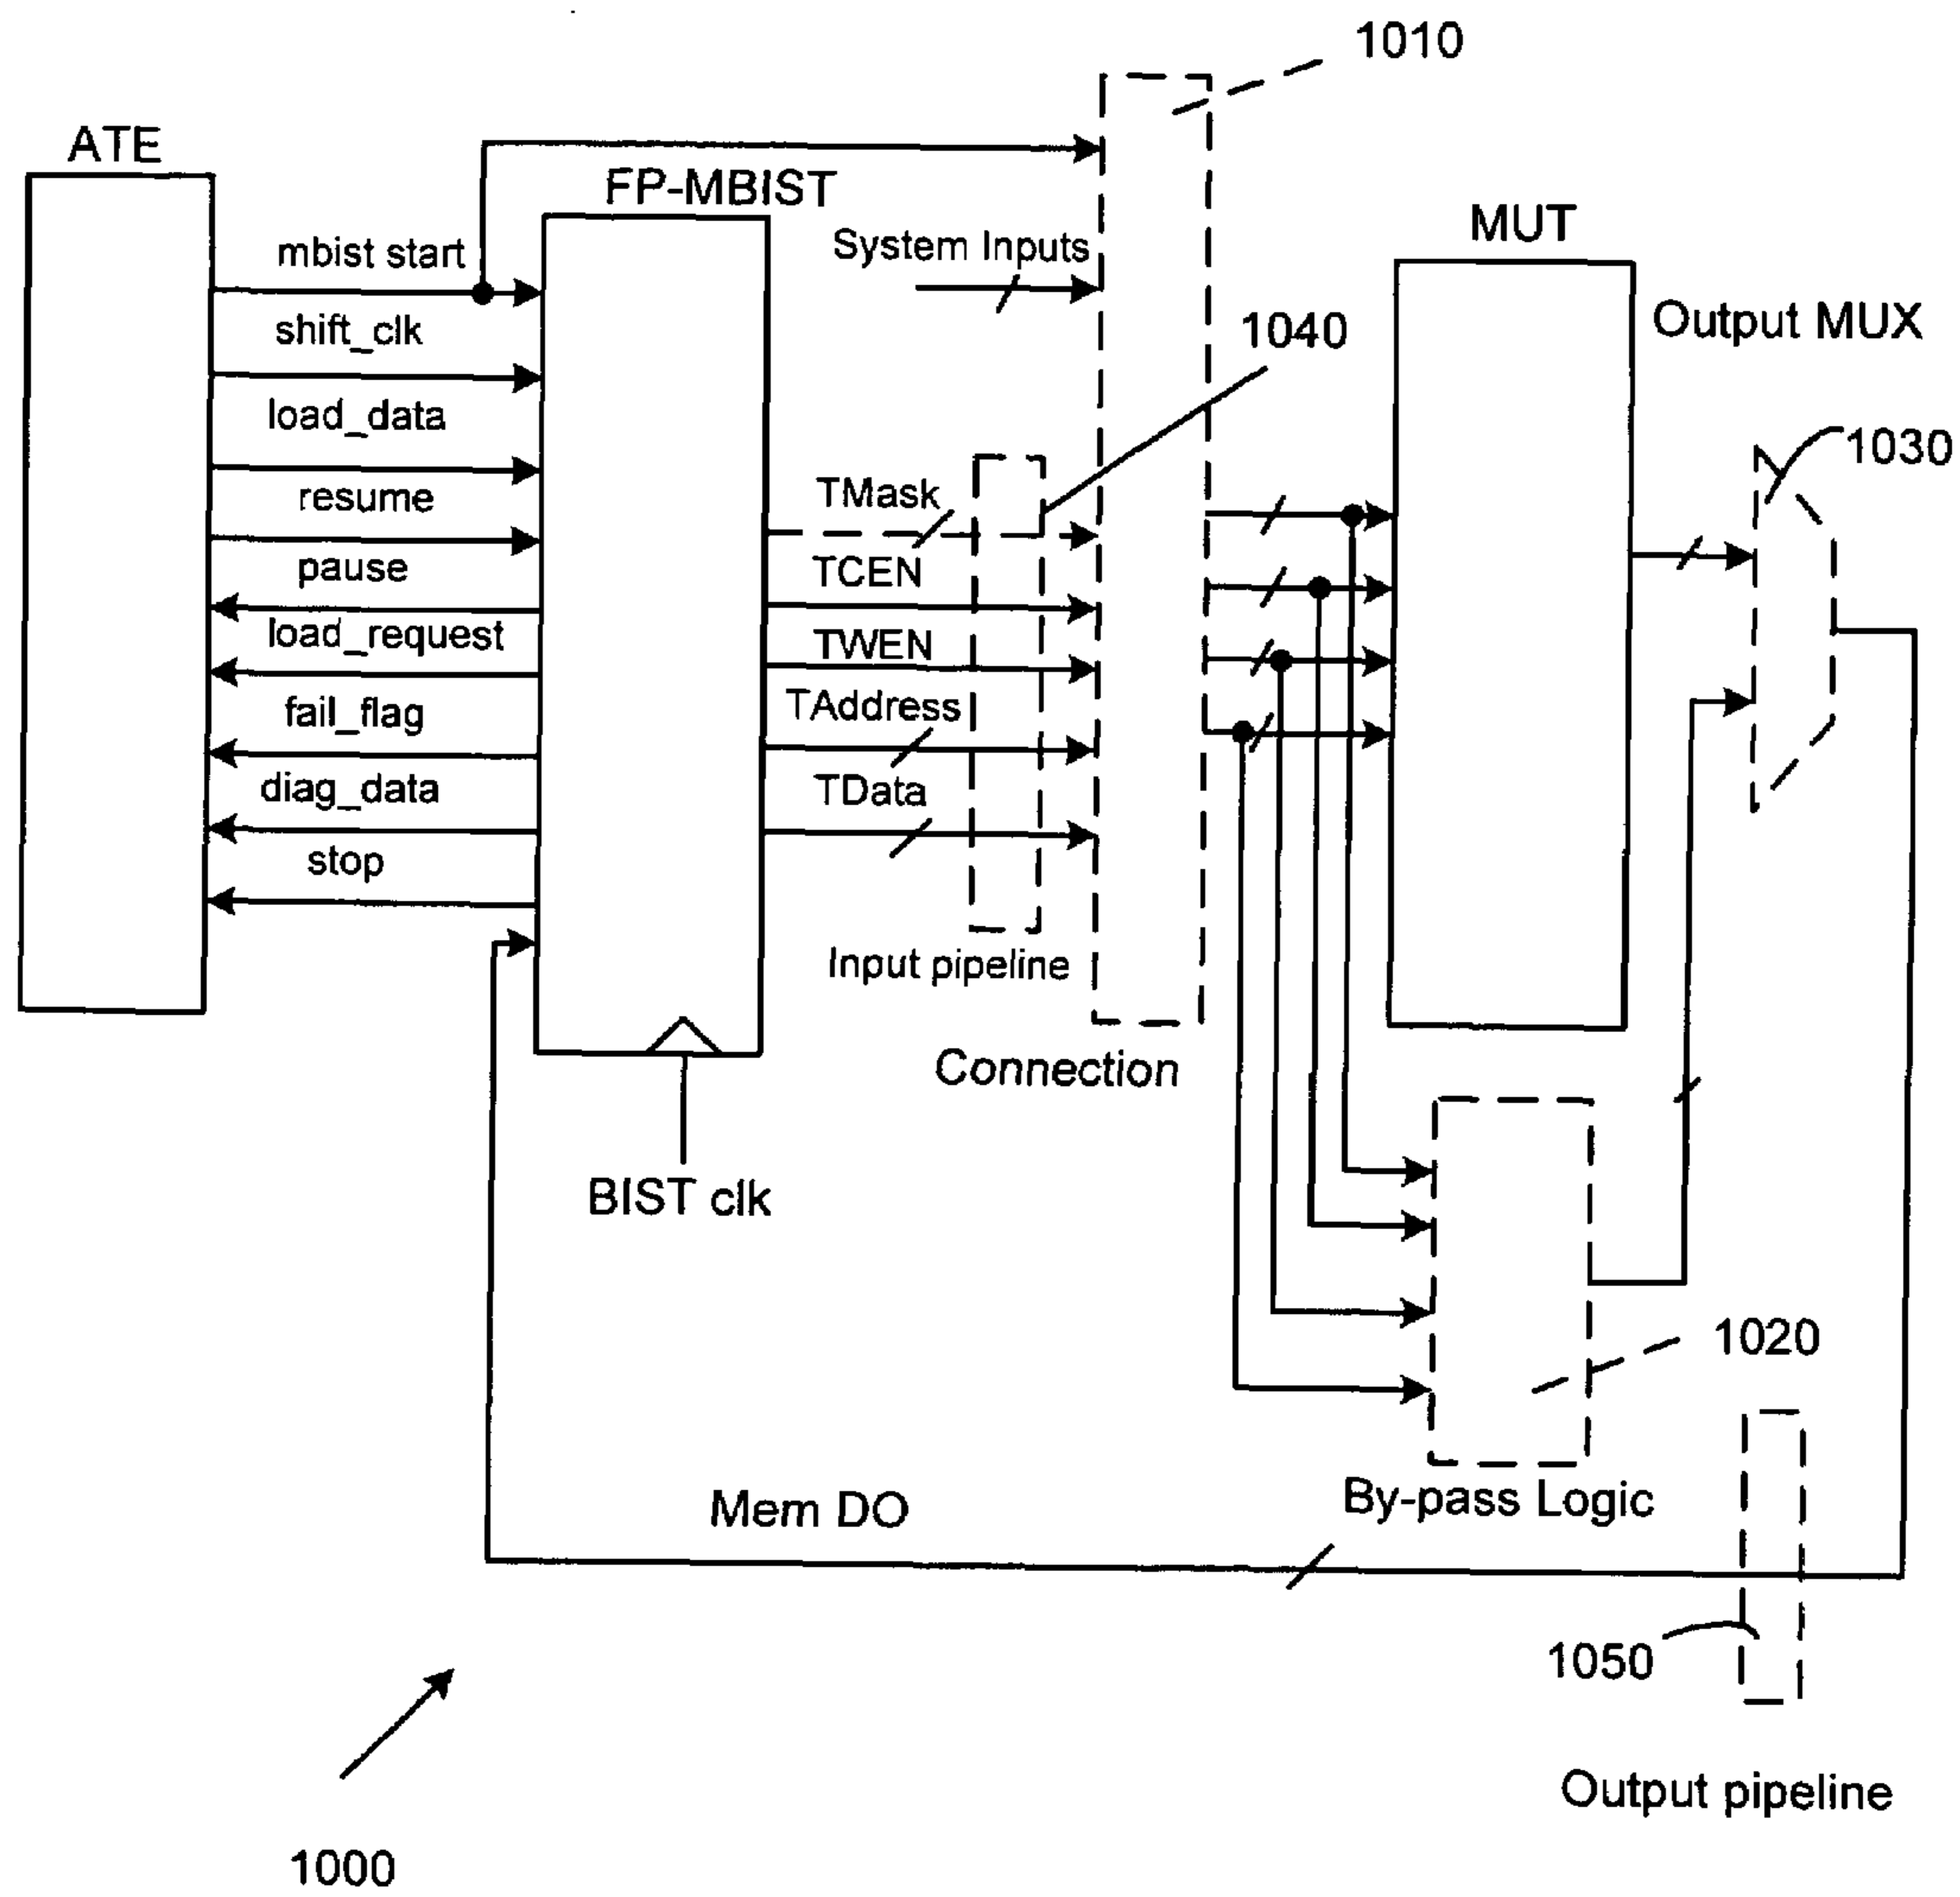 1010
ATE
FP-MBIST
MUT
mbist start
System Inputs
Output MUX
shift_clk
1040
load_data
1030
resume
TMask
pause
TCEN
load_request
TWEN
fail_flag
TAddress
diag_data
TData
stop
Input pipeline
Connection
BIST clk
1020
By-pass Logic
Mem DO
1050
Output pipeline
1000